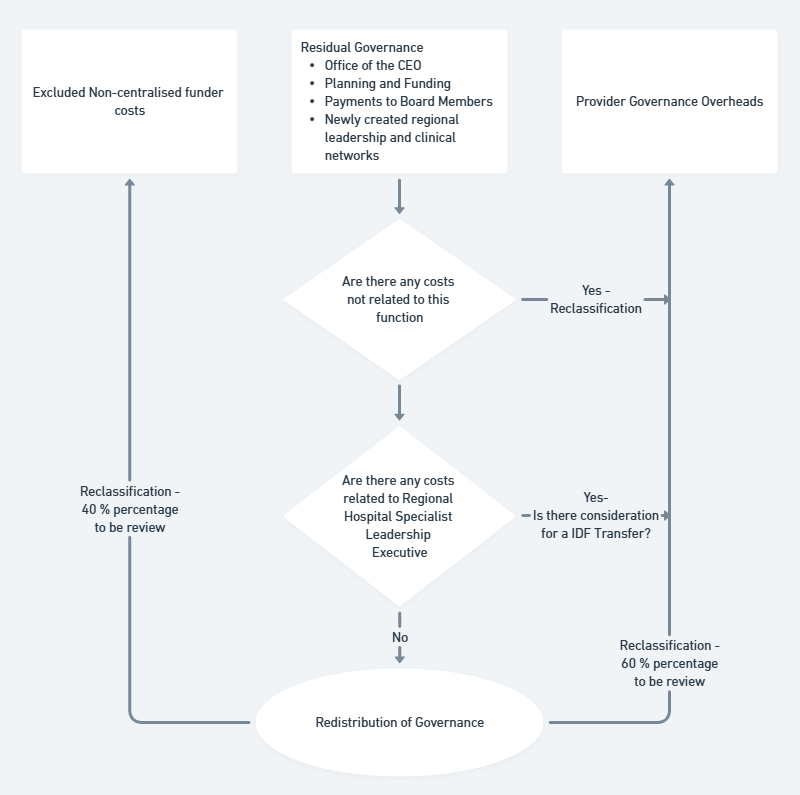 Excluded Non-centralised funder
costs
Residual Governance
• Office of the CEO
• Planning and Funding
• Payments to Board Members
• Newly created regional
leadership and clinical
networks
Provider Governance Overheads
Are there any costs
not related to this
function
Yes -
Reclassification
Are there any costs
related to Regional
Hospital Specialist
Leadership
Executive
Yes-
Is there consideration
for a IDF Transfer?
Reclassification -
40 % percentage
to be review
No
Reclassification -
60 % percentage
to be review
Redistribution of Governance